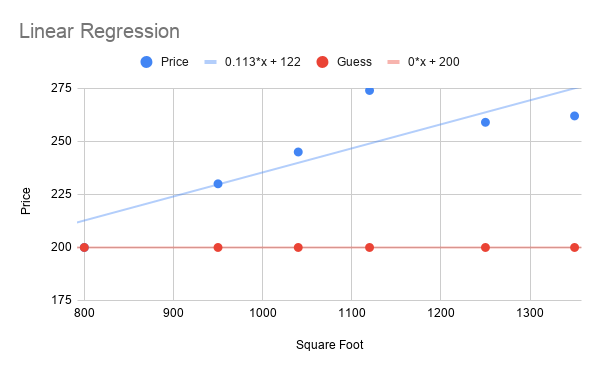 Linear Regression
Price 0.113*x + 122 Guess 0*x + 200
275
250
225
200
175
Price
800 900 1000 1100 1200 1300
Square Foot